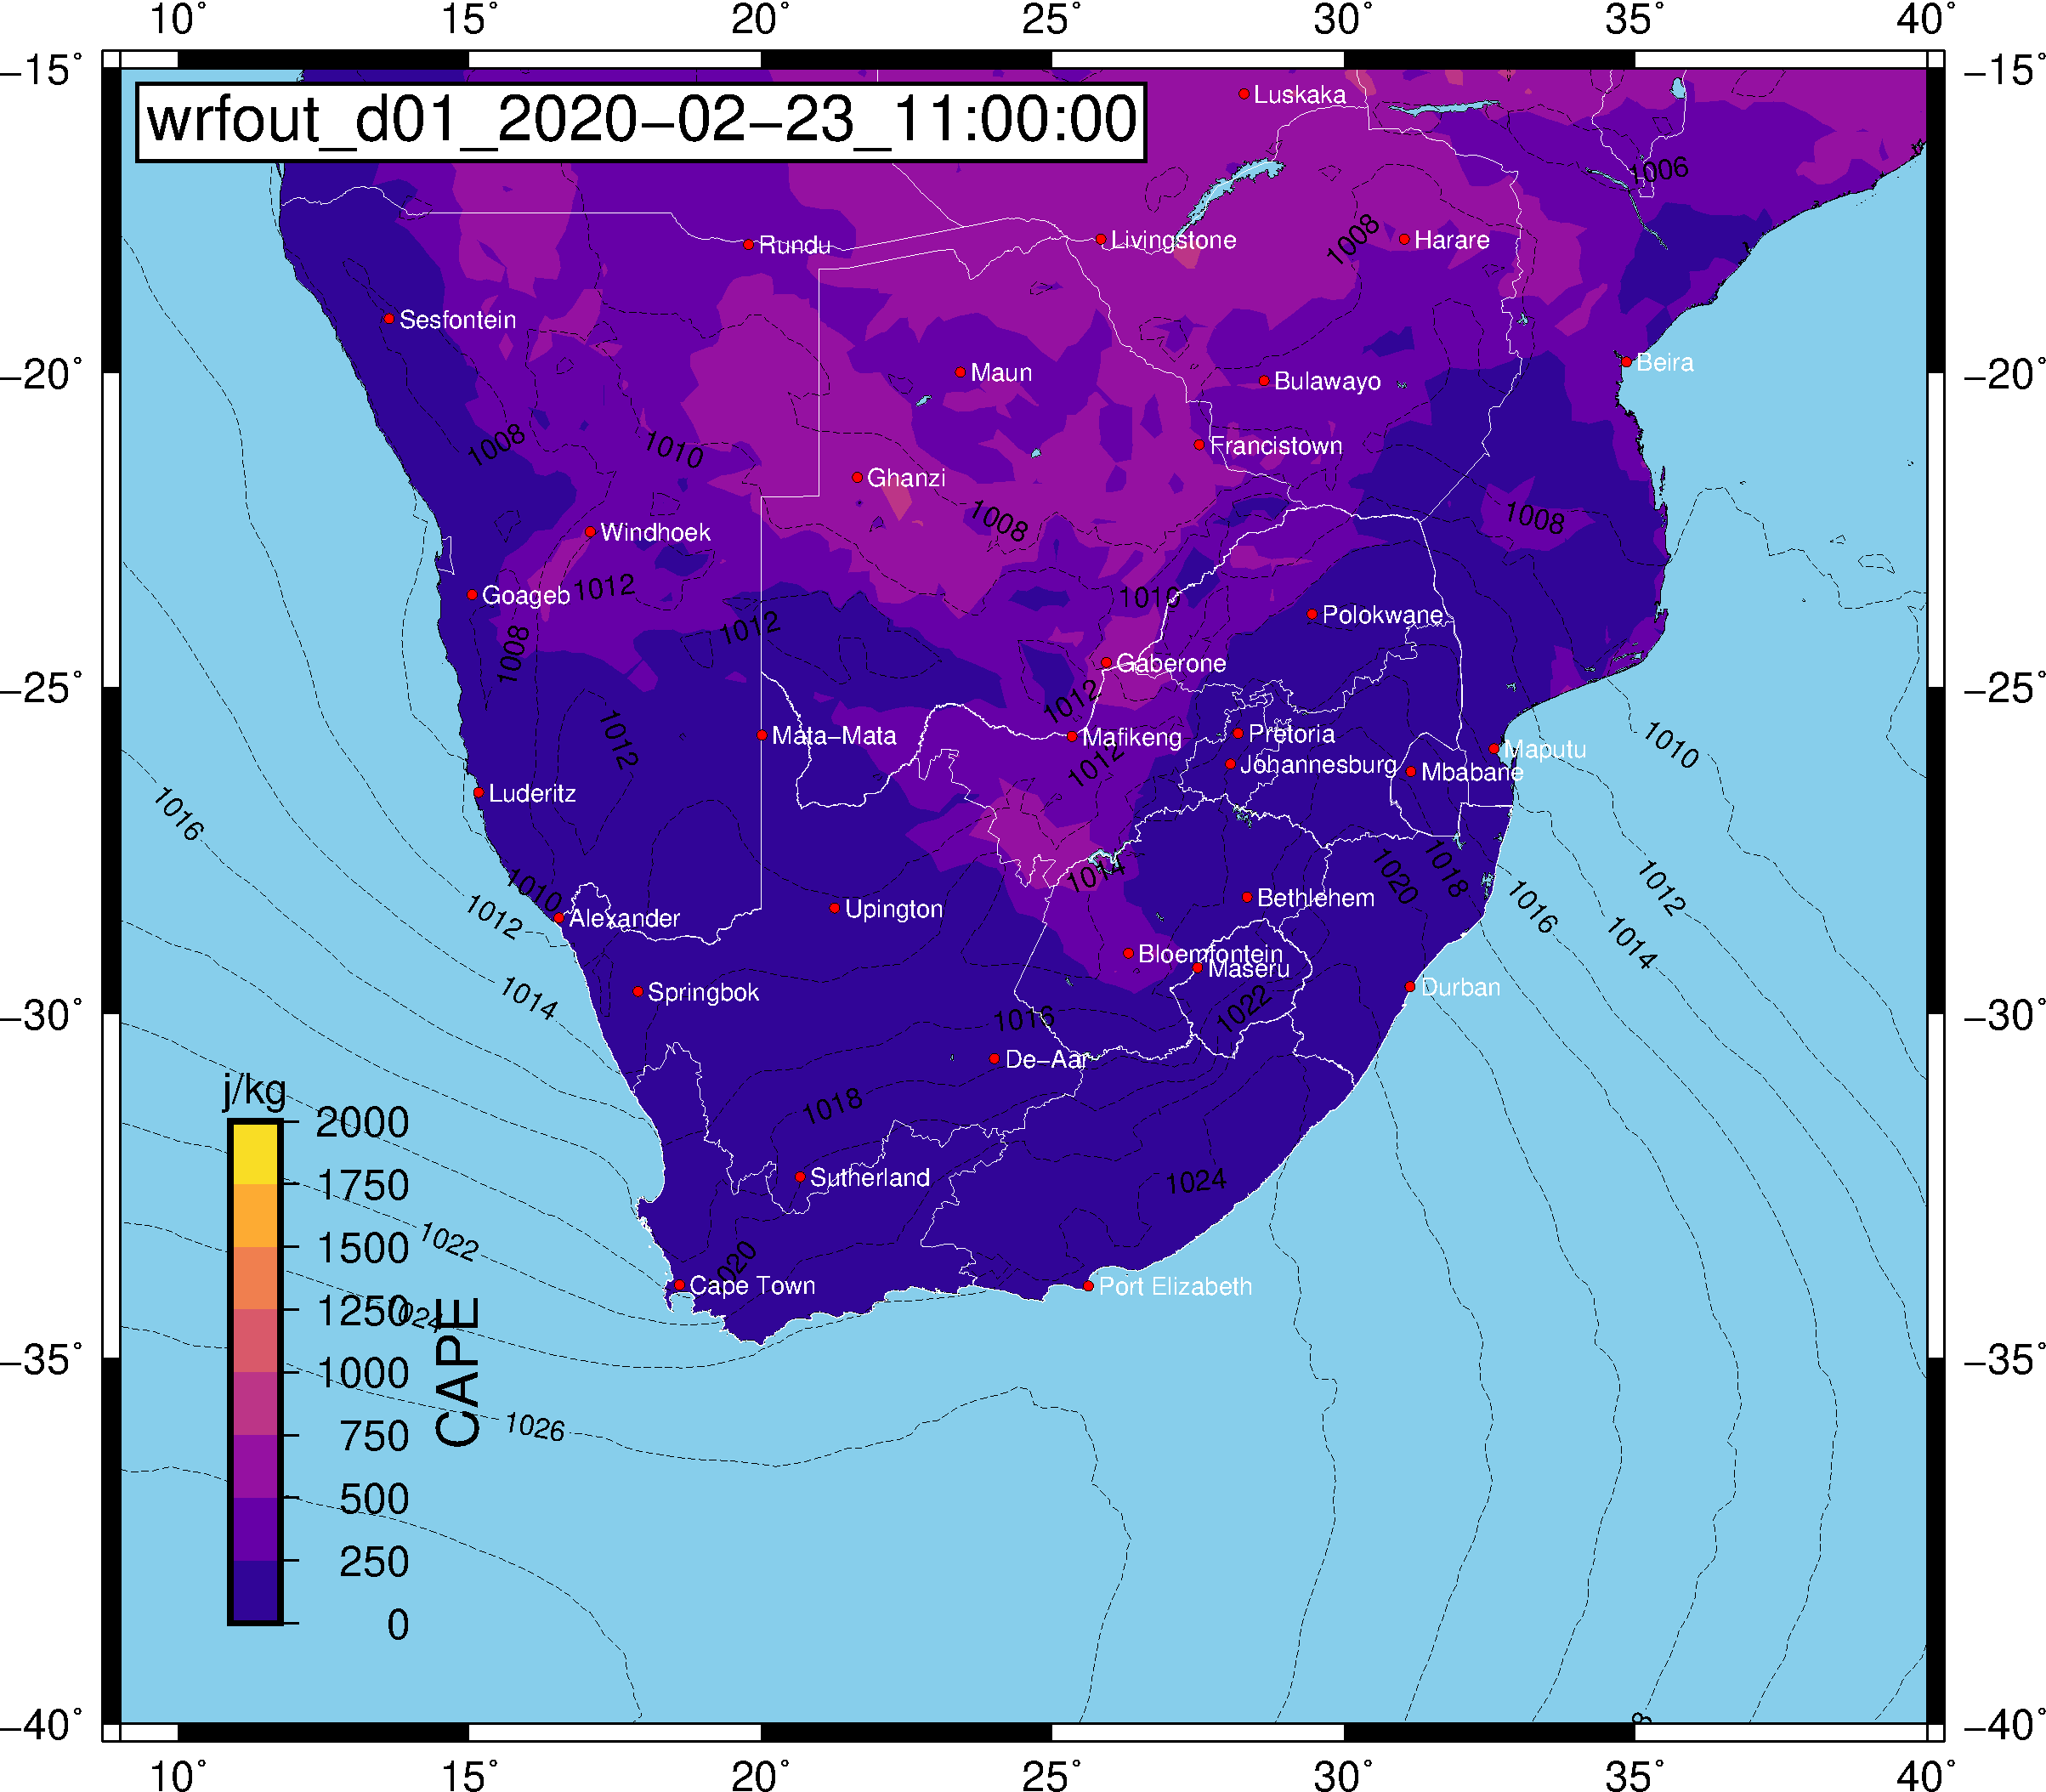 10° 15° 20° 25° 30° 35° 40°
−15° −15°
wrfout_d01_2020−02−23_11:00:00
Luskaka
1006
Rundu
Livingstone
1008
Harare
Sesfontein
−20° −20°
Maun
Bulawayo
Beira
1008
1010
Francistown
Ghanzi
1008
1008
Windhoek
Goageb
1012
1010
1012
Polokwane
1008
Gaberone
−25° −25°
1012
1012
Mata−Mata
Mafikeng
Pretoria
1010
Maputu
1012
Johannesburg
Mbabane
Luderitz
1016
1014
1020
1018
1012
1010
Alexander
1012
Upington
Bethlehem
1016
1014
Bloemfontein
Maseru
Springbok
1014
Durban
1022
−30° −30°
1016
De−Aar
1018
j/kg
2000
1750
1500
1250
1000
750
500
250
0
CAPE
Sutherland
1024
1022
1020
Cape Town
Port Elizabeth
1024
−35° −35°
1026
8
−40° −40°
10° 15° 20° 25° 30° 35° 40°